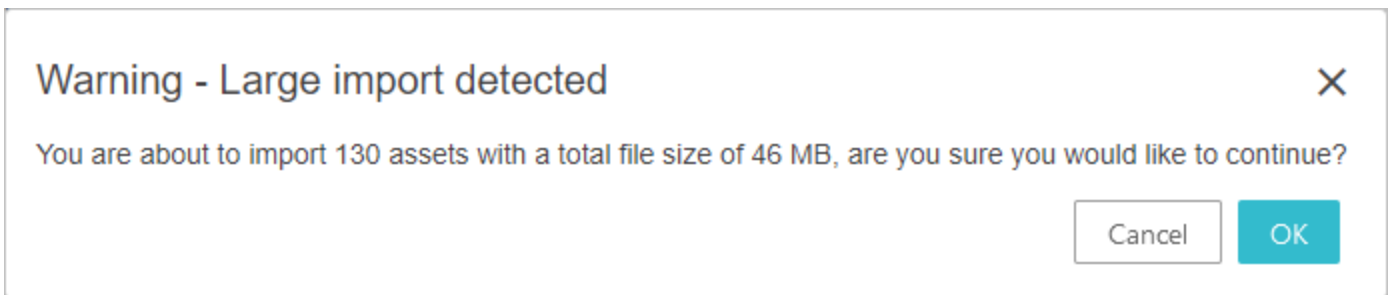 Warning - Large import detected
You are about to import 130 assets with a total file size of 46 MB, are you sure you would like to continue?
Cancel OK